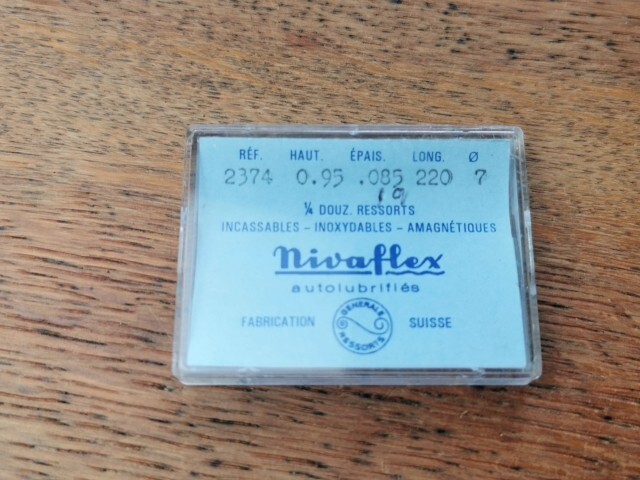 RÉF. HAUT. ÉPAIS. LONG. Ø
2374 0.95 .085 220 7
19
¼ DOUZ. RESSORTS
INCASSABLES – INOXYDABLES – AMAGNÉTIQUES
Nivaflex
autolubrifiés
FABRICATION GENERALE RESSORTS SUISSE